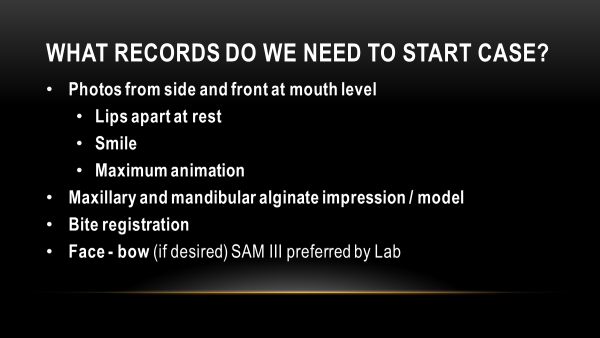 WHAT RECORDS DO WE NEED TO START CASE?
• Photos from side and front at mouth level
• Lips apart at rest
• Smile
• Maximum animation
• Maxillary and mandibular alginate impression / model
• Bite registration
• Face - bow (if desired) SAM III preferred by Lab